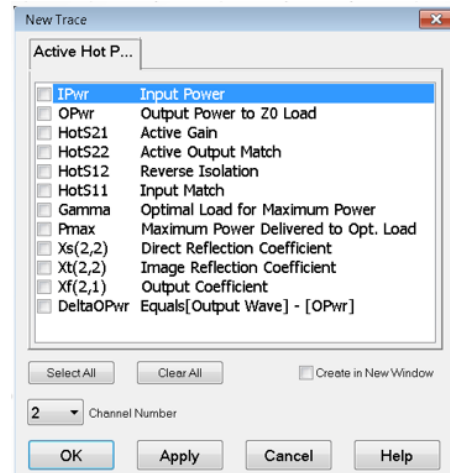 New Trace
Active Hot P...
IPwr Input Power
OPwr Output Power to Z0 Load
HotS21 Active Gain
HotS22 Active Output Match
HotS12 Reverse Isolation
HotS11 Input Match
Gamma Optimal Load for Maximum Power
Pmax Maximum Power Delivered to Opt. Load
Xs(2,2) Direct Reflection Coefficient
Xt(2,2) Image Reflection Coefficient
Xf(2,1) Output Coefficient
DeltaOPwr Equals[Output Wave] - [OPwr]
Select All Clear All Create in New Window
2 Channel Number
OK Apply Cancel Help